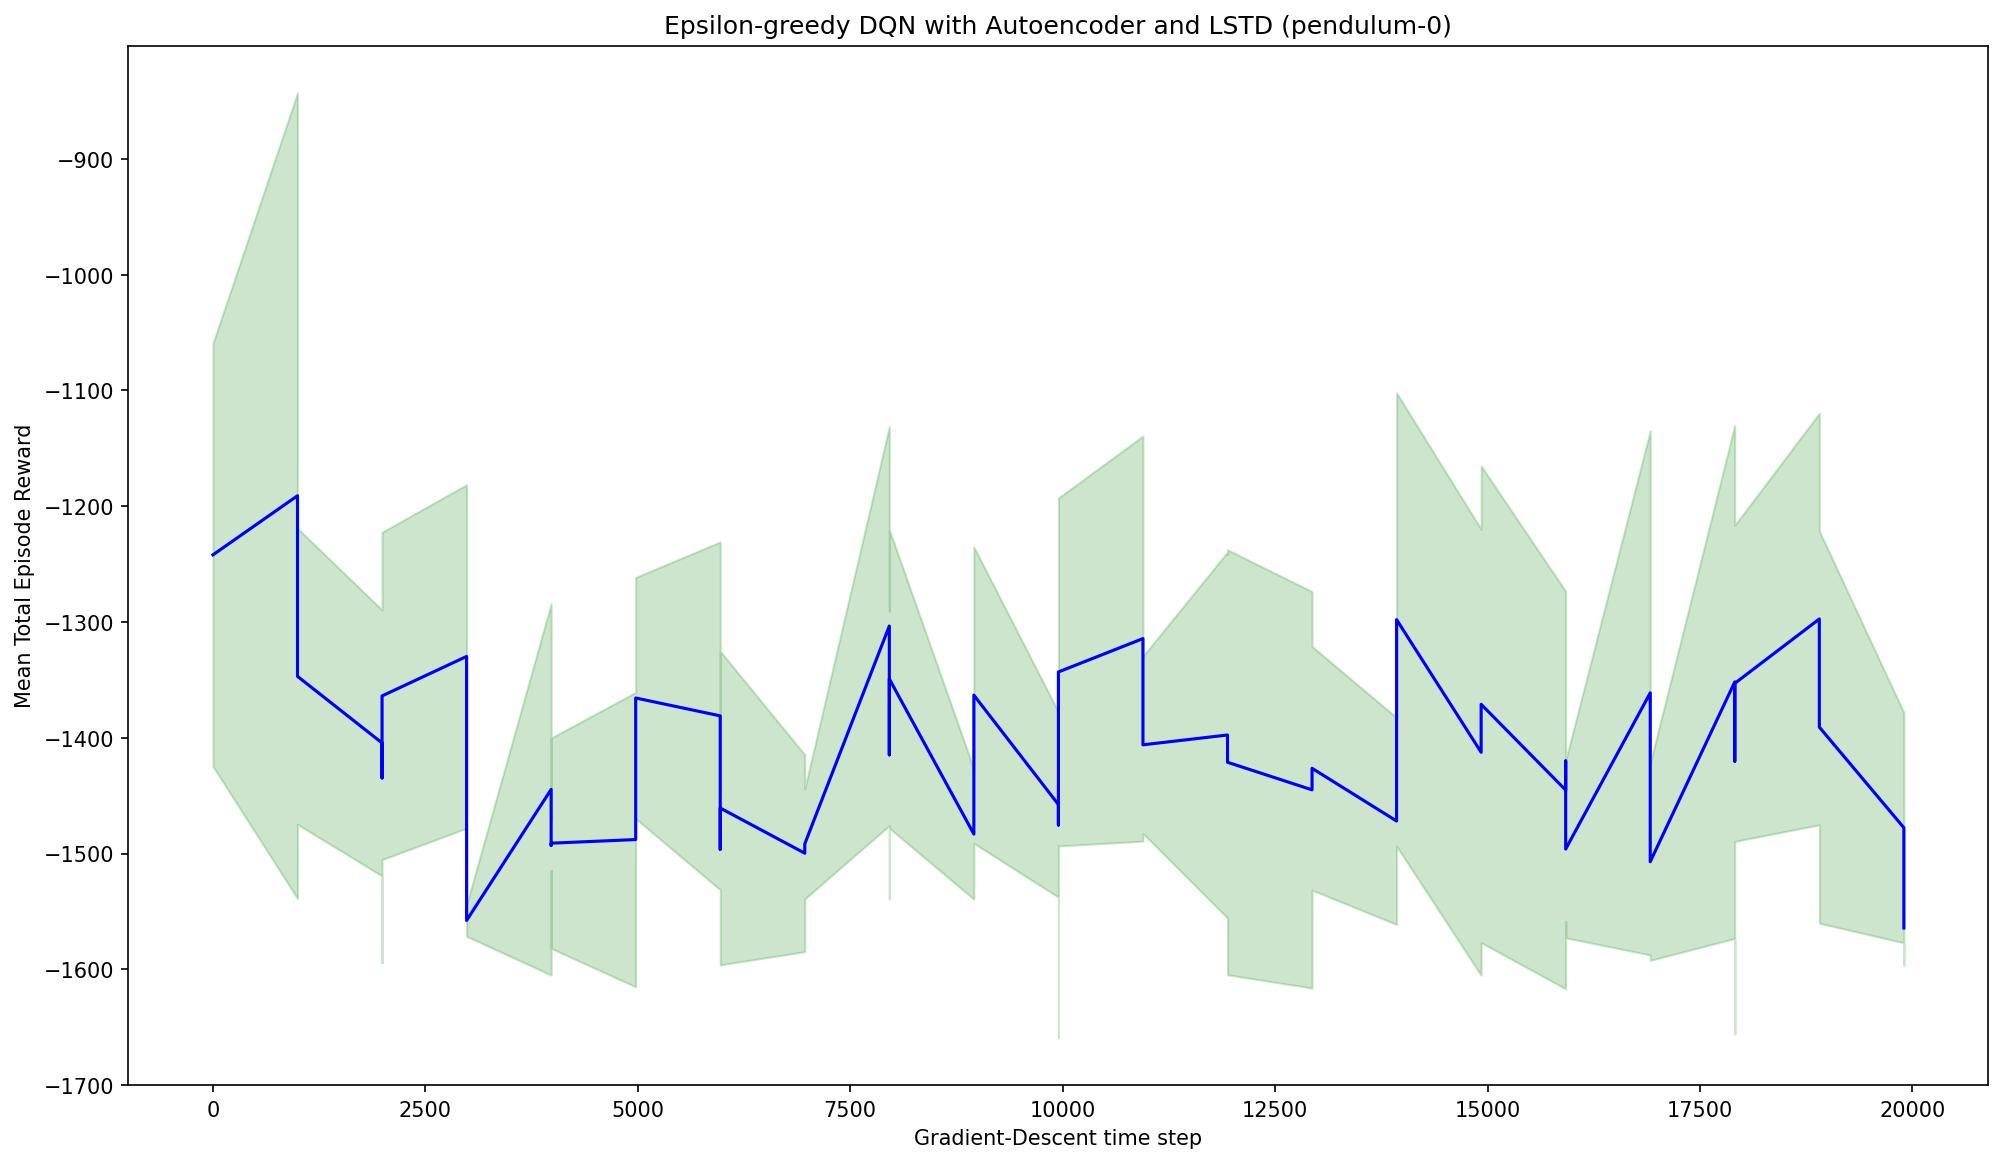 Epsilon-greedy DQN with Autoencoder and LSTD (pendulum-0)
Mean Total Episode Reward
−900
−1000
−1100
−1200
−1300
−1400
−1500
−1600
−1700
0 2500 5000 7500 10000 12500 15000 17500 20000
Gradient-Descent time step